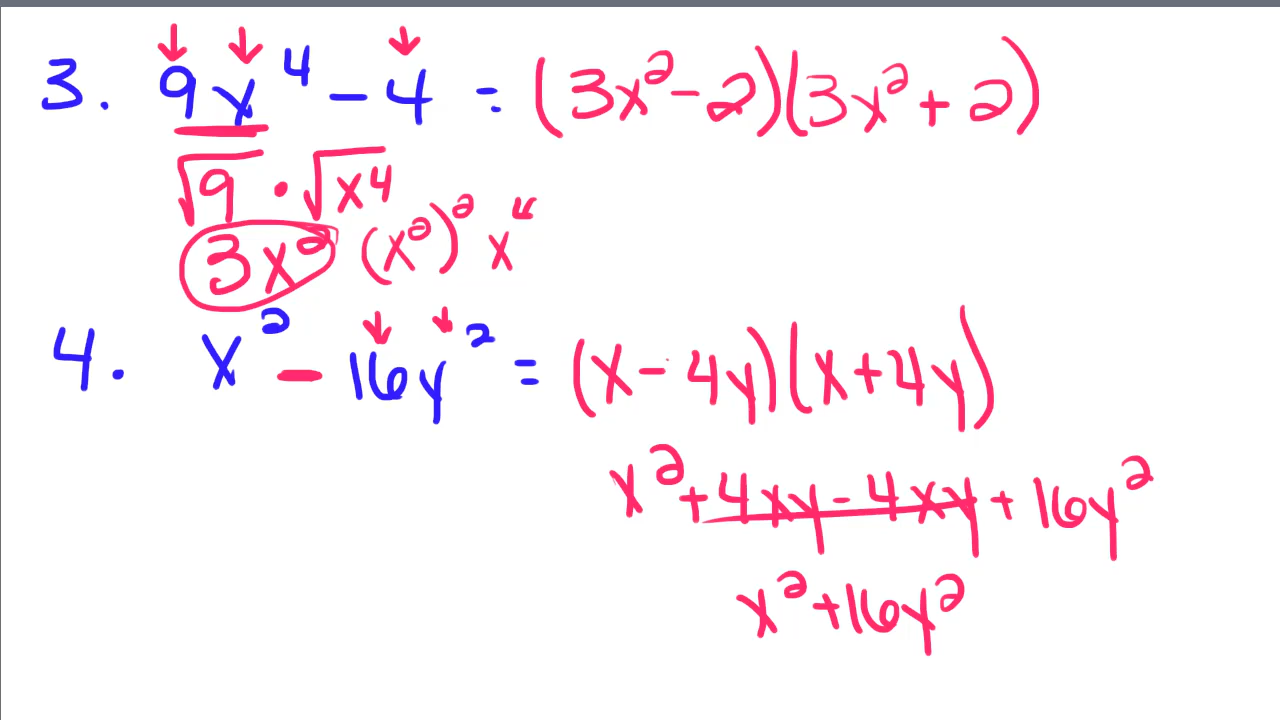 3. 9x⁴ - 4 = (3x² - 2)(3x² + 2)
√9 · √x⁴
3x² (x²)² x⁴
4. x² - 16y² = (x - 4y)(x + 4y)
x² + 4xy - 4xy + 16y²
x² + 16y²